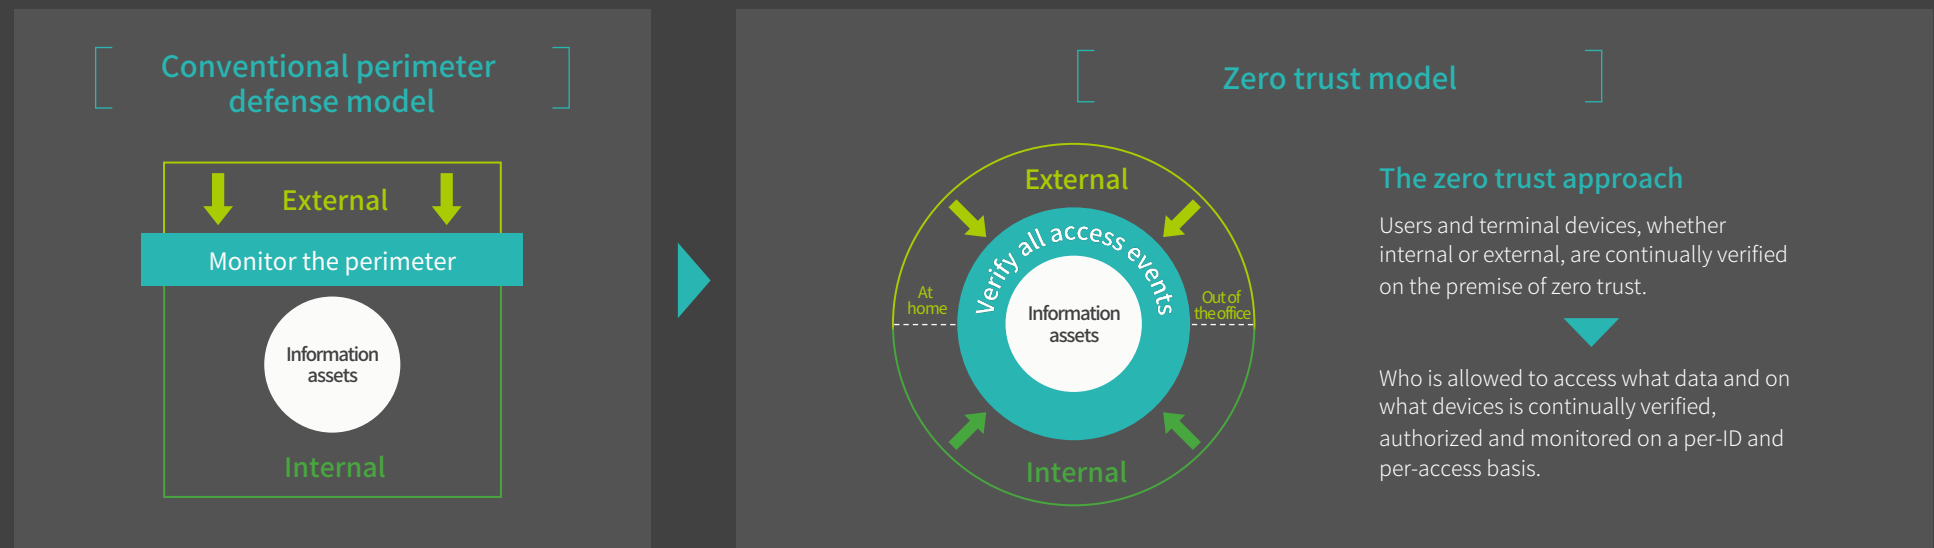 Conventional perimeter
defense model
External
Monitor the perimeter
Information
assets
Internal
Zero trust model
External
Verify all access events
At
home
Out of
the office
Information
assets
Internal
The zero trust approach
Users and terminal devices, whether
internal or external, are continually verified
on the premise of zero trust.
Who is allowed to access what data and on
what devices is continually verified,
authorized and monitored on a per-ID and
per-access basis.